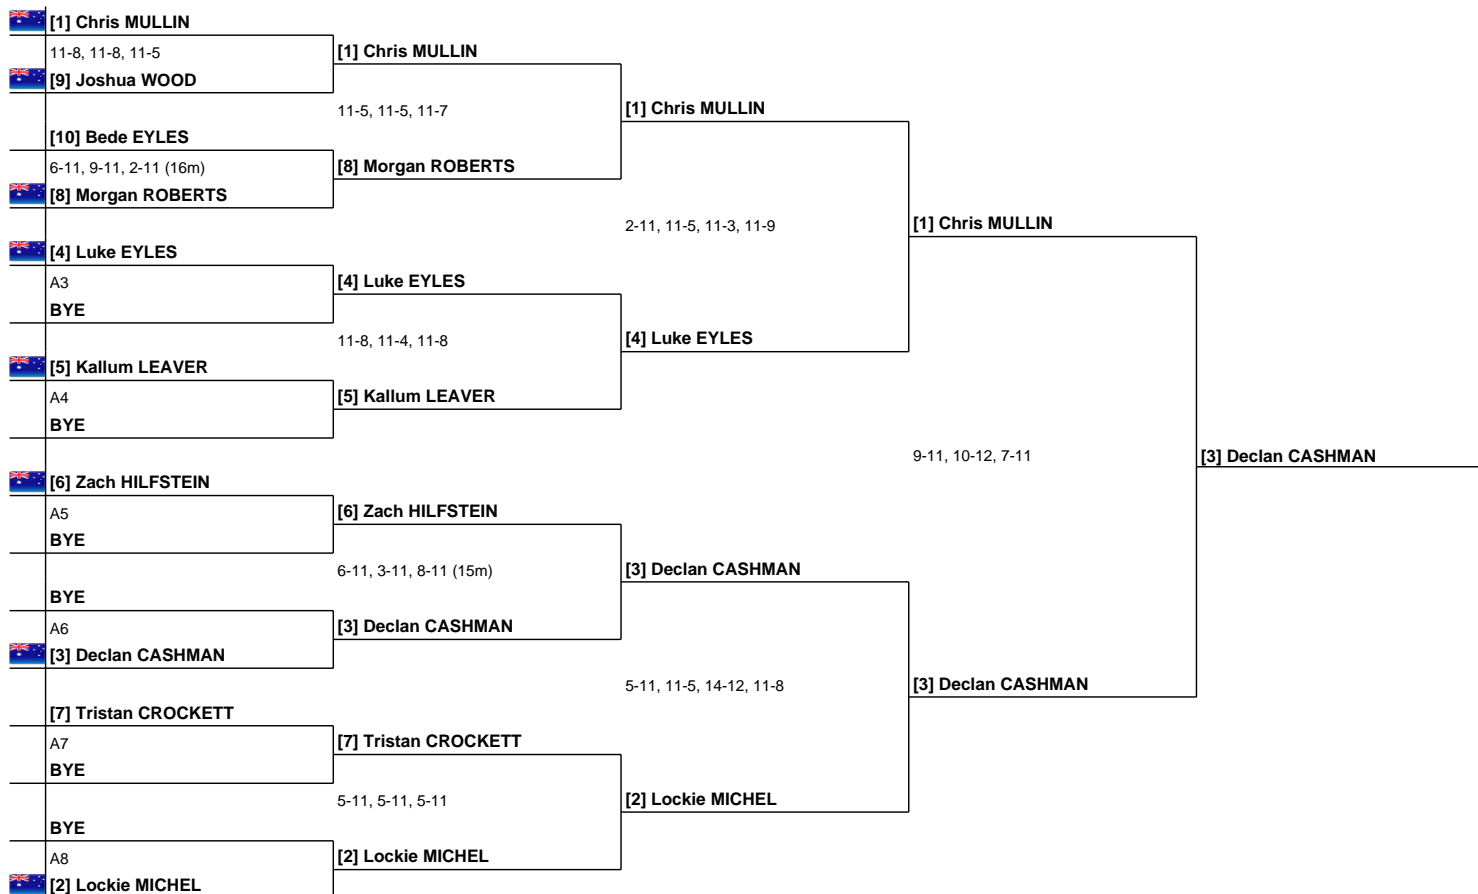 [1] Chris MULLIN
11-8, 11-8, 11-5
[9] Joshua WOOD
[10] Bede EYLES
6-11, 9-11, 2-11 (16m)
[8] Morgan ROBERTS
[4] Luke EYLES
A3
BYE
[5] Kallum LEAVER
A4
BYE
[6] Zach HILFSTEIN
A5
BYE
BYE
A6
[3] Declan CASHMAN
[7] Tristan CROCKETT
A7
BYE
BYE
A8
[2] Lockie MICHEL
[1] Chris MULLIN
11-5, 11-5, 11-7
[8] Morgan ROBERTS
[4] Luke EYLES
11-8, 11-4, 11-8
[5] Kallum LEAVER
[6] Zach HILFSTEIN
6-11, 3-11, 8-11 (15m)
[3] Declan CASHMAN
[7] Tristan CROCKETT
5-11, 5-11, 5-11
[2] Lockie MICHEL
[1] Chris MULLIN
2-11, 11-5, 11-3, 11-9
[4] Luke EYLES
[3] Declan CASHMAN
5-11, 11-5, 14-12, 11-8
[2] Lockie MICHEL
[1] Chris MULLIN
9-11, 10-12, 7-11
[3] Declan CASHMAN
[3] Declan CASHMAN